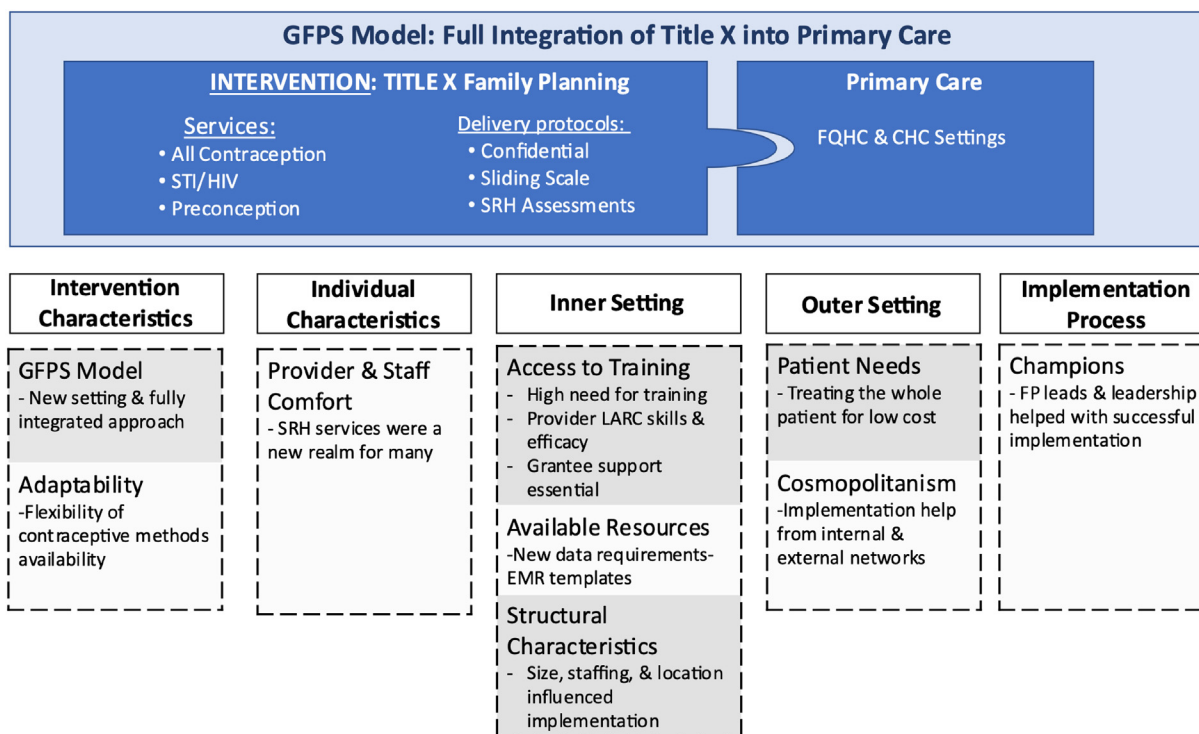 GFPS Model: Full Integration of Title X into Primary Care
INTERVENTION: TITLE X Family Planning
Services:
• All Contraception
• STI/HIV
• Preconception
Delivery protocols:
• Confidential
• Sliding Scale
• SRH Assessments
Primary Care
FQHC & CHC Settings
Intervention
Characteristics
GFPS Model
- New setting & fully
integrated approach
Adaptability
-Flexibility of
contraceptive methods
availability
Individual
Characteristics
Provider & Staff
Comfort
- SRH services were a
new realm for many
Inner Setting
Access to Training
- High need for training
- Provider LARC skills &
efficacy
- Grantee support
essential
Available Resources
-New data requirements-
EMR templates
Structural
Characteristics
- Size, staffing, & location
influenced
implementation
Outer Setting
Patient Needs
- Treating the whole
patient for low cost
Cosmopolitanism
-Implementation help
from internal &
external networks
Implementation
Process
Champions
- FP leads & leadership
helped with successful
implementation